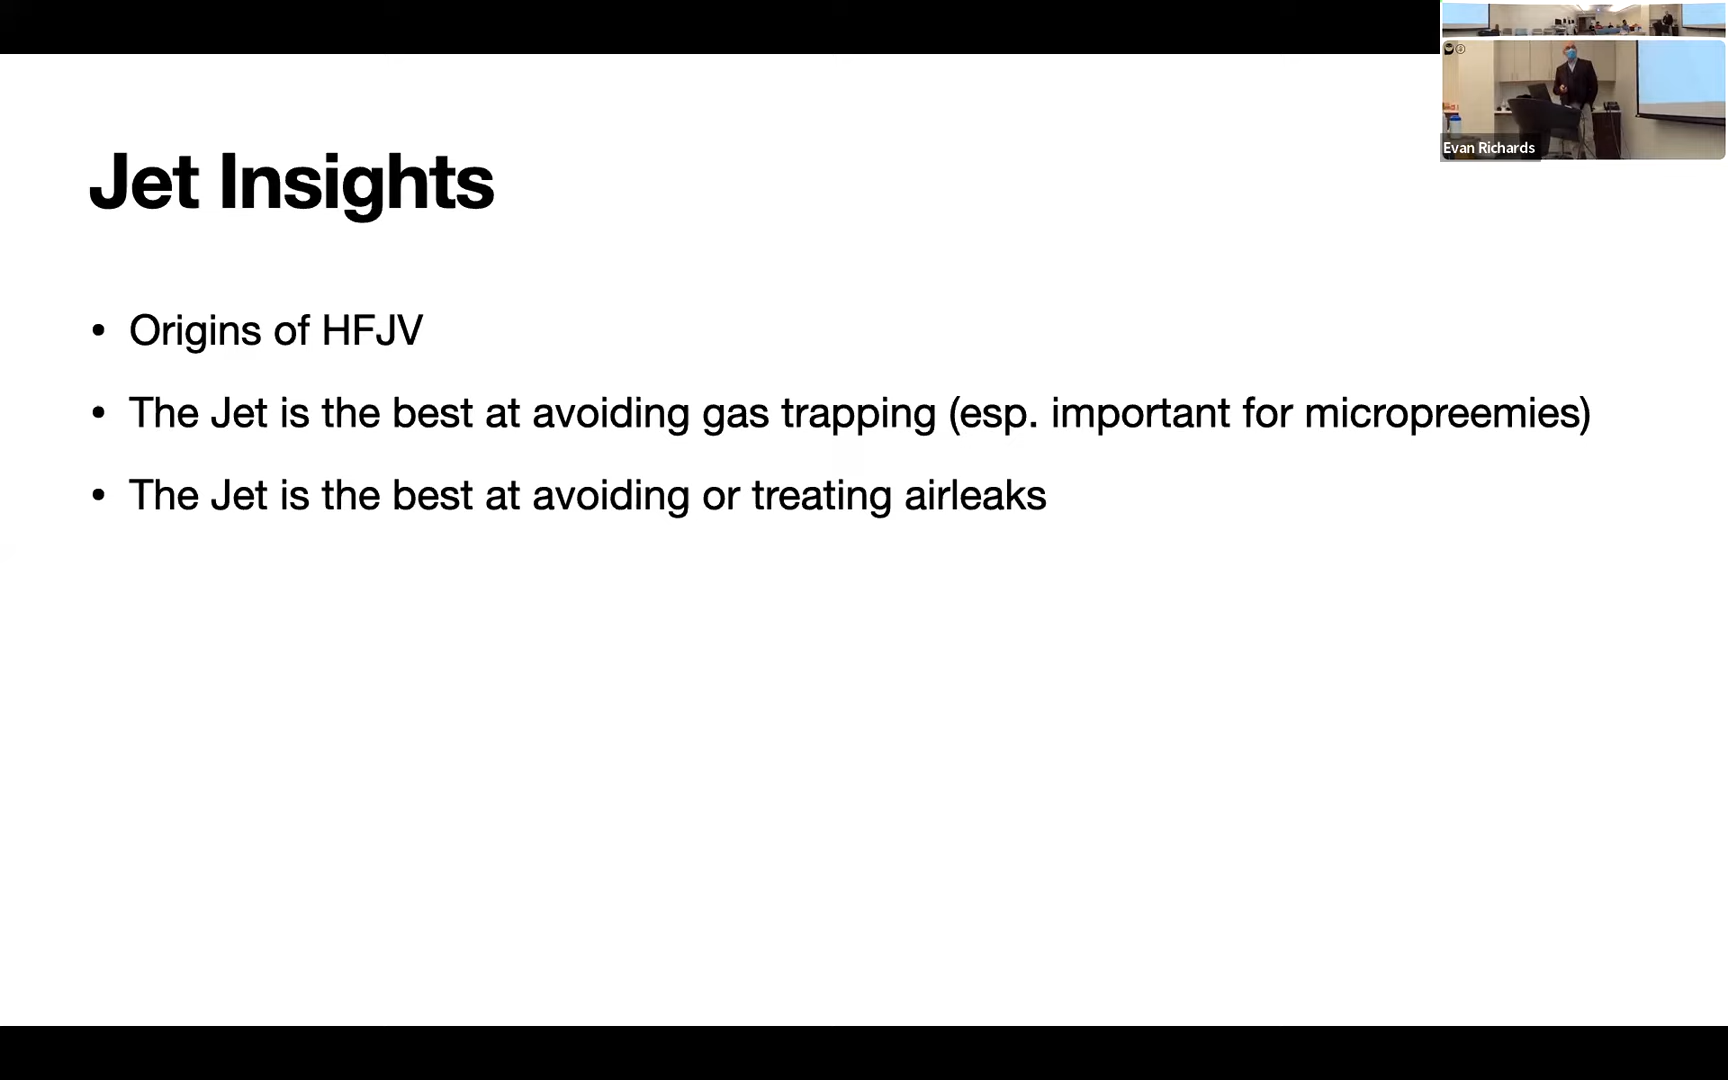 Jet Insights
• Origins of HFJV
• The Jet is the best at avoiding gas trapping (esp. important for micropreemies)
• The Jet is the best at avoiding or treating airleaks
Evan Richards